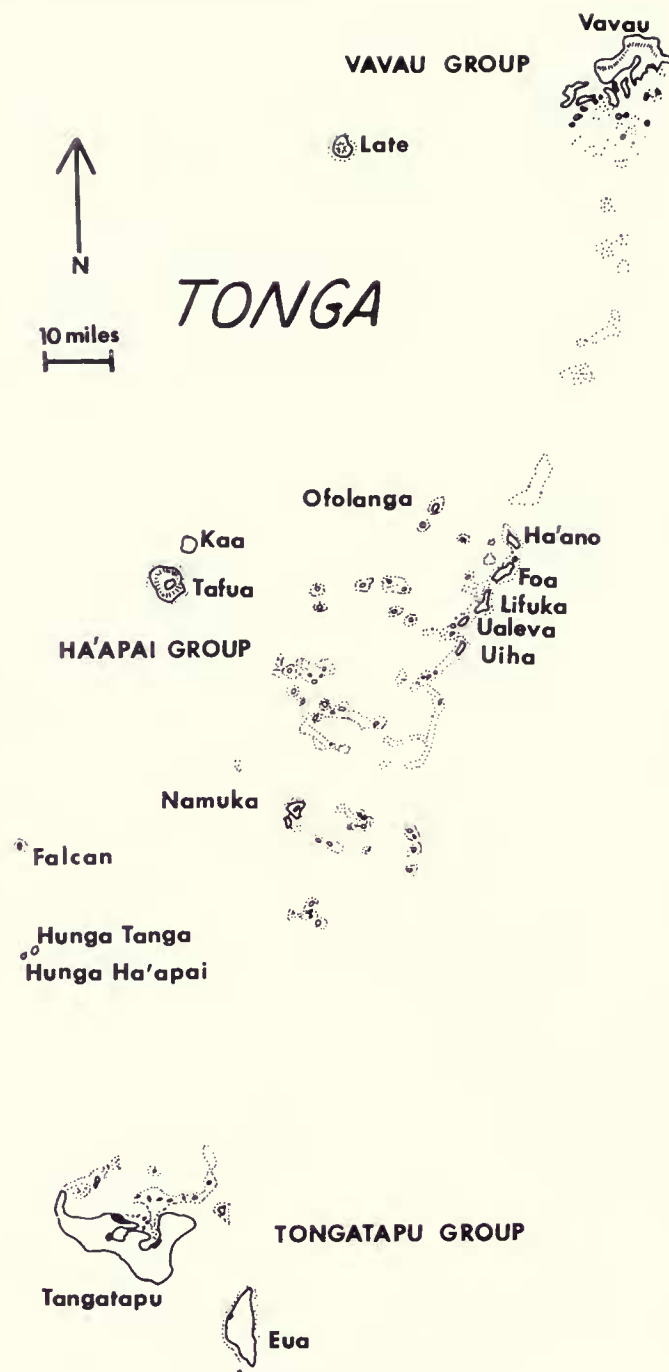 Vavau
VAVAU GROUP
Late
N
TONGA
10 miles
Ofolanga
Kaa
Ha'ano
Tafua
Foa
Lifuka
Ualeva
HA'APAI GROUP
Uiha
Namuka
Falcan
Hunga Tanga
Hunga Ha'apai
TONGATAPU GROUP
Tangatapu
Eua